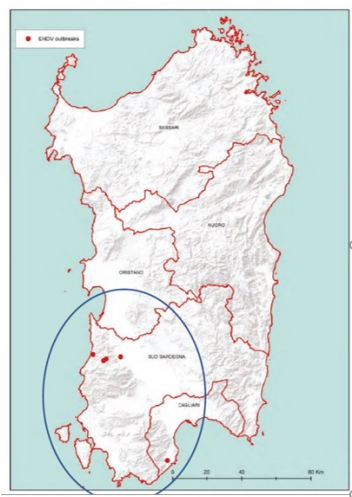 EHDV outbreaks
SASSARI
NUORO
ORISTANO
SUD SARDEGNA
CAGLIARI
0 20 40 80 Km